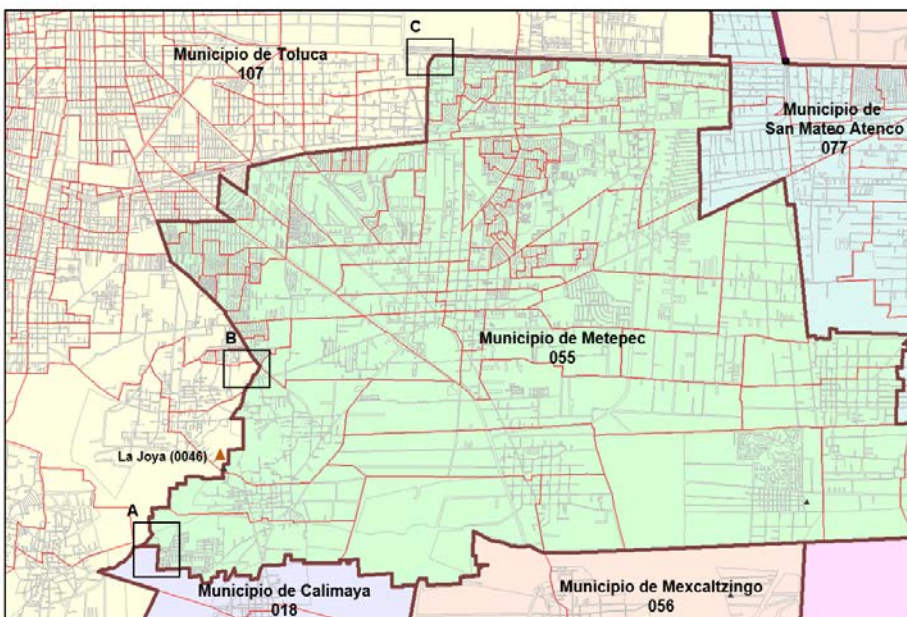 C
Municipio de Toluca
107
Municipio de
San Mateo Atenco
077
B
Municipio de Metepec
055
La Joya (0046)
A
Municipio de Calimaya
018
Municipio de Mexcaltzingo
056